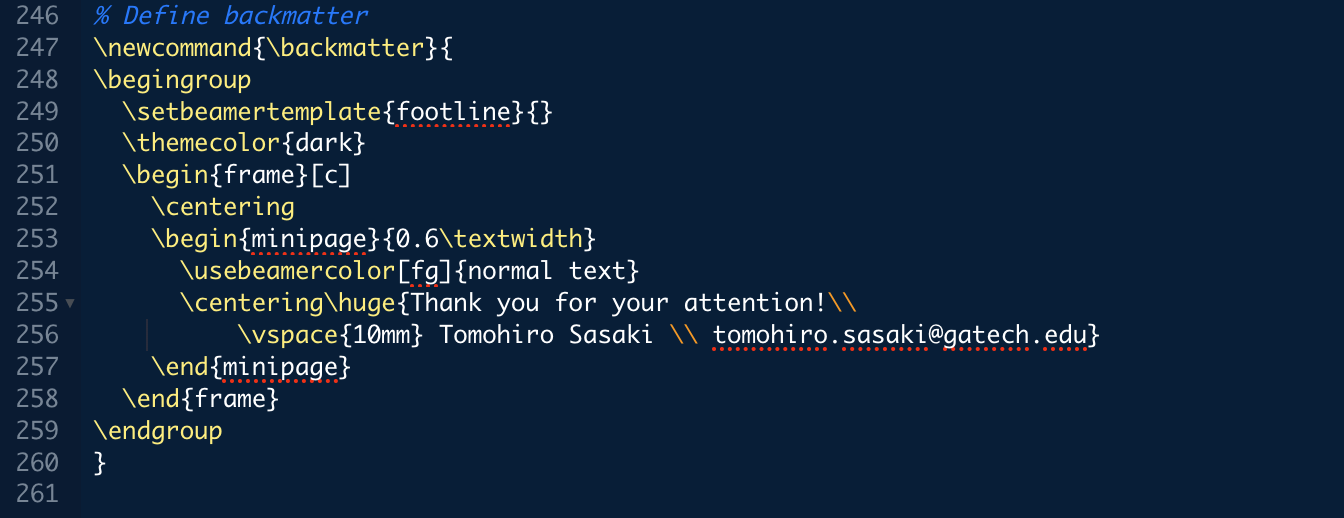 246 % Define backmatter
247 \newcommand{\backmatter}{
248 \begingroup
249   \setbeamertemplate{footline}{}
250   \themecolor{dark}
251   \begin{frame}[c]
252     \centering
253     \begin{minipage}{0.6\textwidth}
254       \usebeamercolor[fg]{normal text}
255       \centering\huge{Thank you for your attention!\\
256           \vspace{10mm} Tomohiro Sasaki \\ tomohiro.sasaki@gatech.edu}
257     \end{minipage}
258   \end{frame}
259 \endgroup
260 }
261